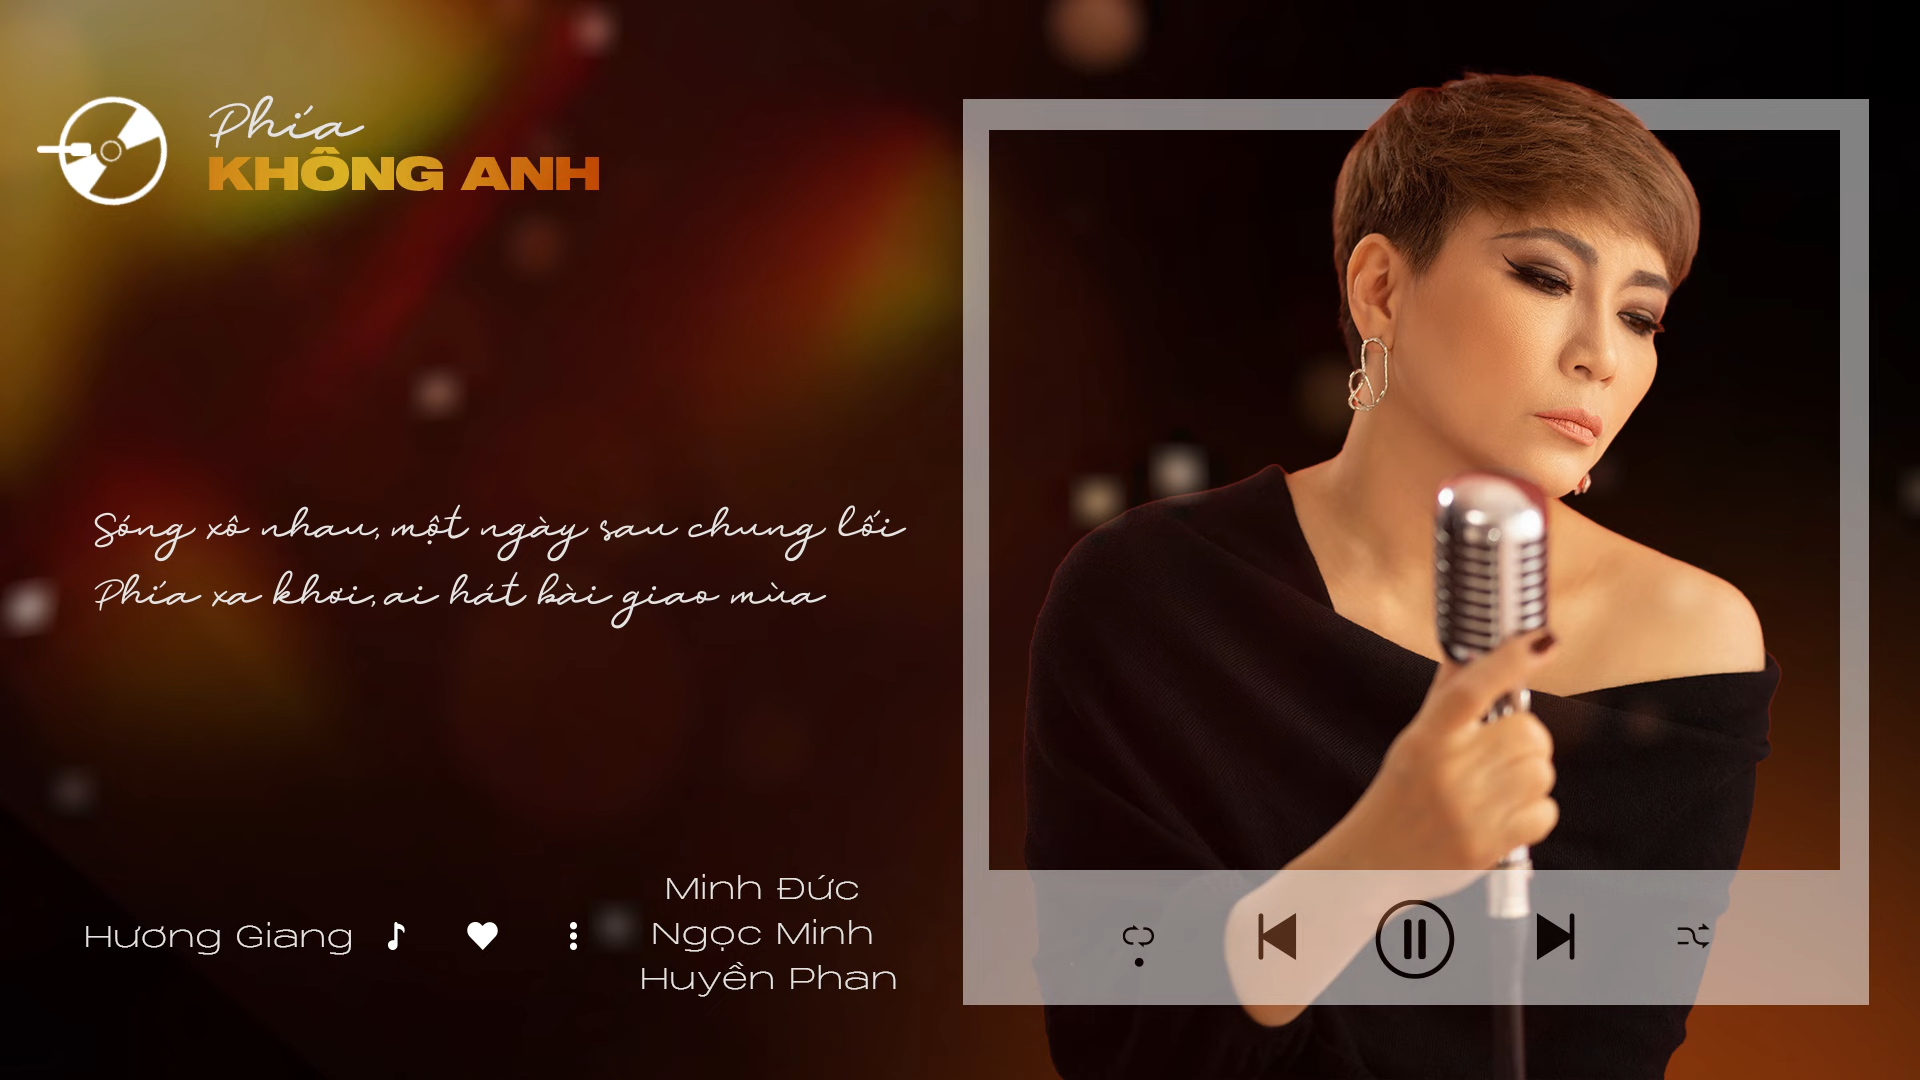 Phía
KHÔNG ANH
Sóng xô nhau, một ngày sau chung lối
Phía xa khơi, ai hát bài giao mùa
Hương Giang
Minh Đức
Ngọc Minh
Huyền Phan